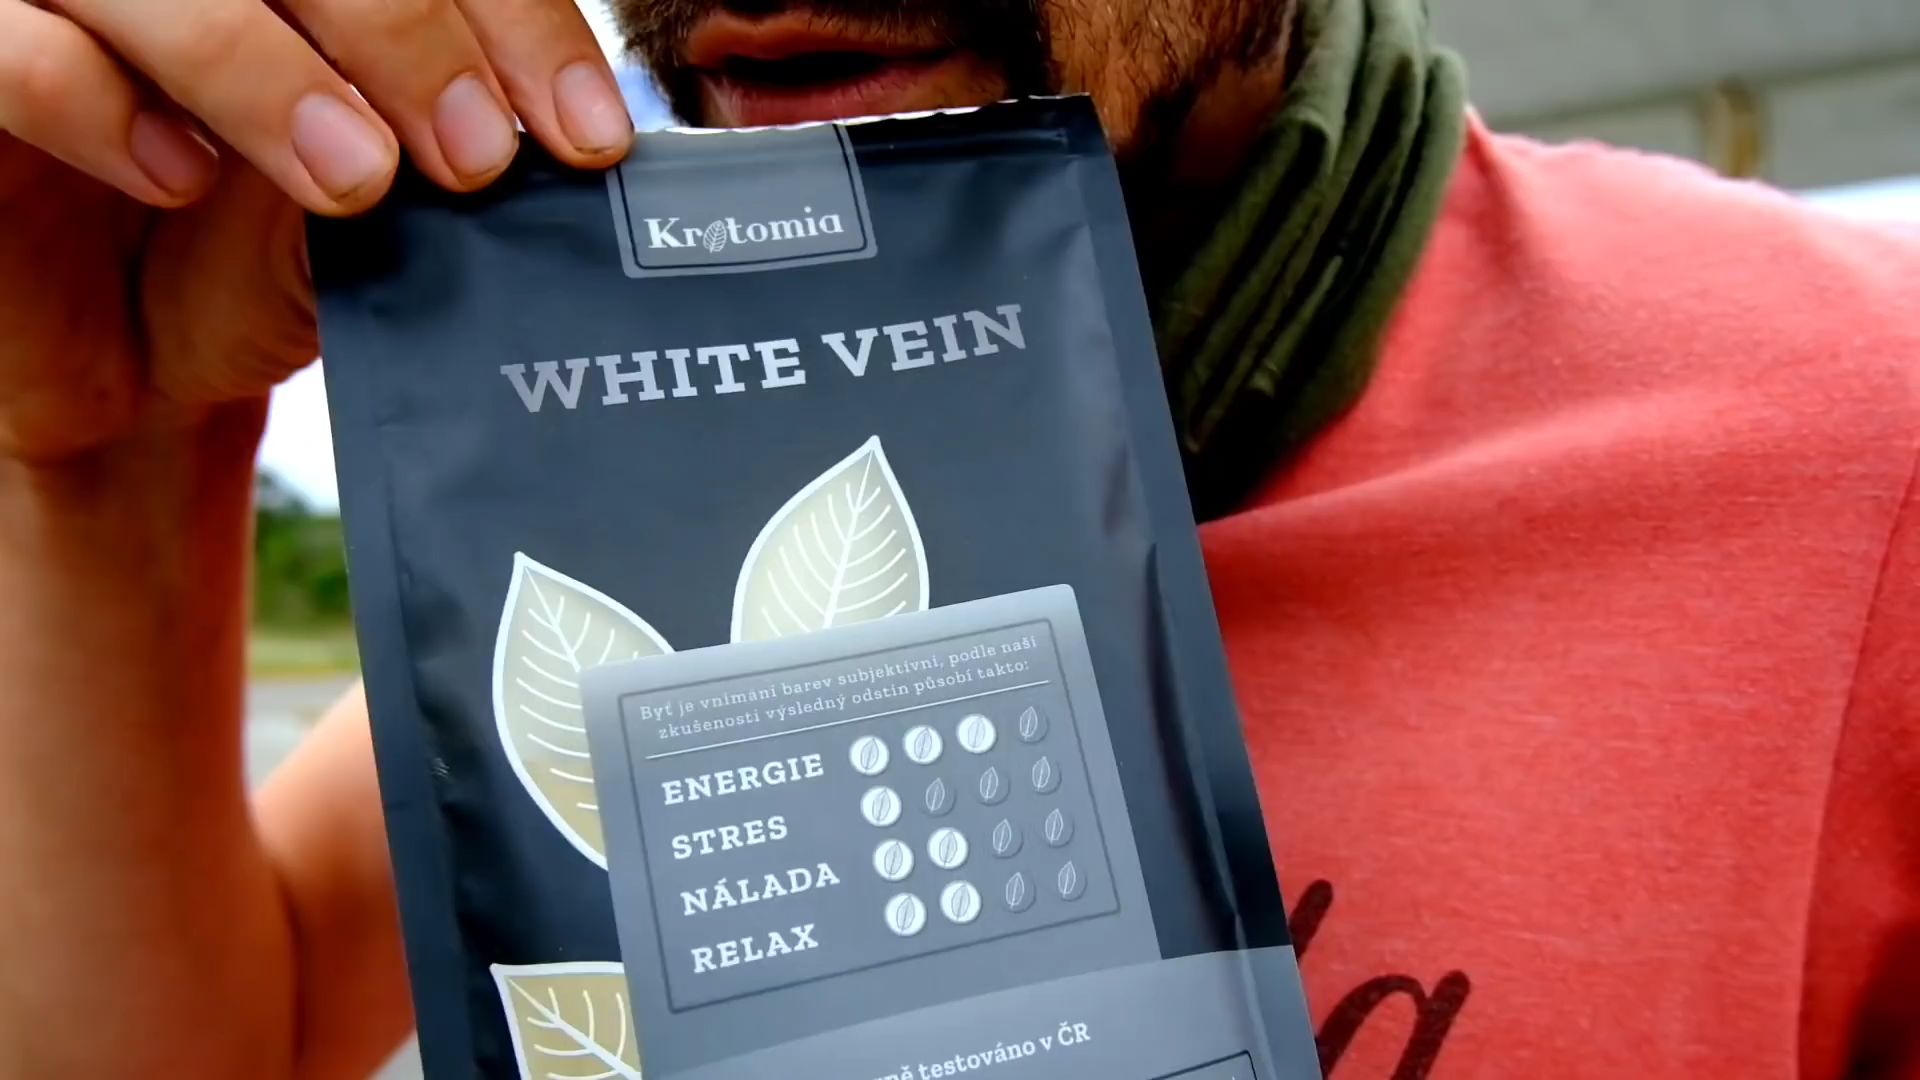 Kratomia
WHITE VEIN
Byť je vnímání barev subjektivní, podle naší
zkušenosti výsledný odstín působí takto:
ENERGIE
STRES
NÁLADA
RELAX
testováno v ČR